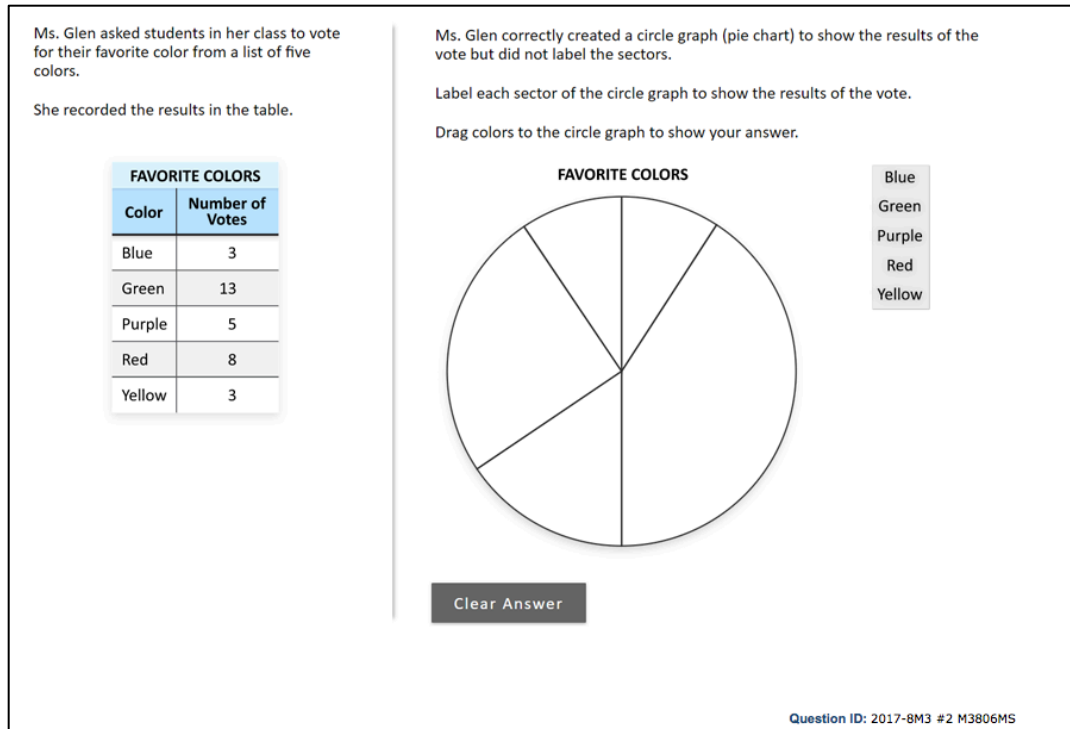 Ms. Glen asked students in her class to vote
for their favorite color from a list of five
colors.
She recorded the results in the table.
FAVORITE COLORS
Color Number of Votes
Blue 3
Green 13
Purple 5
Red 8
Yellow 3
Ms. Glen correctly created a circle graph (pie chart) to show the results of the
vote but did not label the sectors.
Label each sector of the circle graph to show the results of the vote.
Drag colors to the circle graph to show your answer.
FAVORITE COLORS
Blue
Green
Purple
Red
Yellow
Clear Answer
Question ID: 2017-8M3 #2 M3806MS